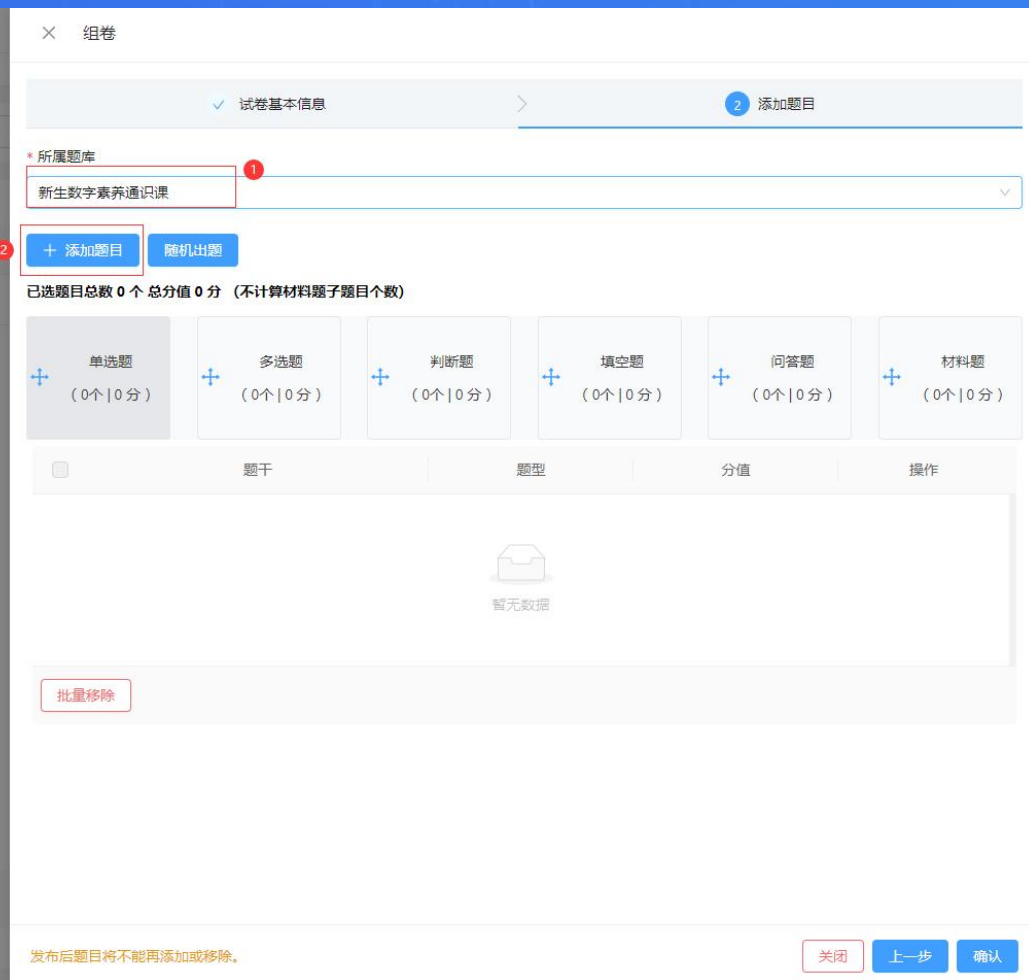 组卷
试卷基本信息
2 添加题目
* 所属题库
1
新生数字素养通识课
2
+ 添加题目 随机出题
已选题目总数 0 个 总分值 0 分 （不计算材料题子题目个数）
单选题 多选题 判断题 填空题 问答题 材料题
（ 0个 | 0 分 ） （ 0个 | 0 分 ） （ 0个 | 0 分 ） （ 0个 | 0 分 ） （ 0个 | 0 分 ） （ 0个 | 0 分 ）
题干 题型 分值 操作
暂无数据
批量移除
发布后题目将不能再添加或移除。 关闭 上一步 确认